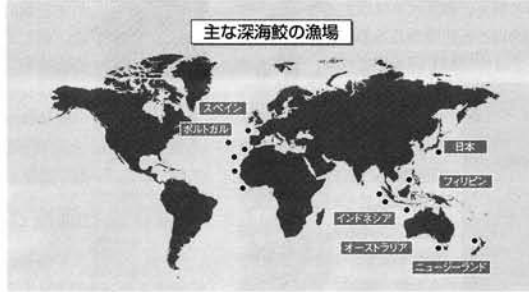 主な深海鮫の漁場
スペイン
ポルトガル
日本
フィリピン
インドネシア
オーストラリア
ニュージーランド